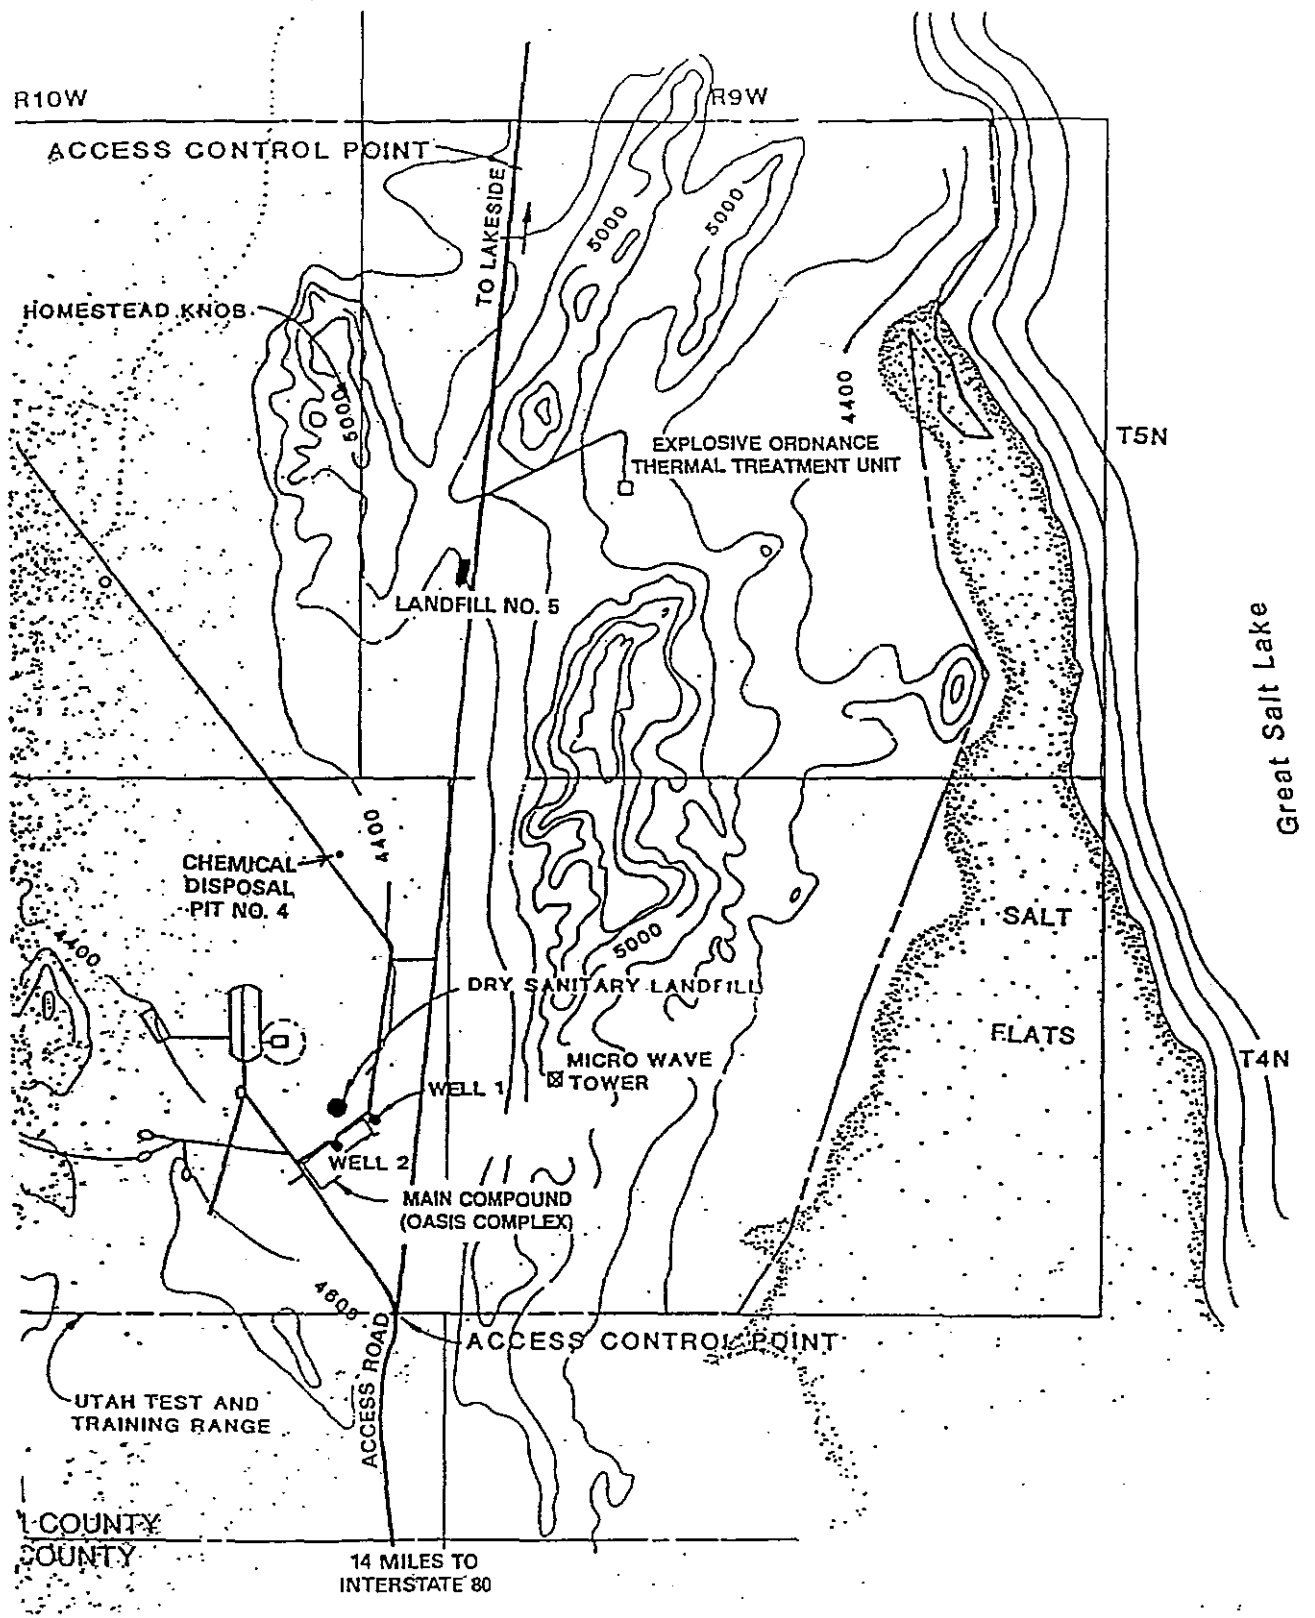 R10W
R9W
ACCESS CONTROL POINT
TO LAKESIDE
5000
5000
HOMESTEAD KNOB
5000
4400
T5N
EXPLOSIVE ORDNANCE
THERMAL TREATMENT UNIT
LANDFILL NO. 5
Great Salt Lake
4400
CHEMICAL
DISPOSAL
PIT NO. 4
SALT
4400
5000
DRY SANITARY LANDFILL
FLATS
MICRO WAVE
TOWER
T4N
WELL 1
WELL 2
MAIN COMPOUND
(OASIS COMPLEX)
4600
ACCESS CONTROL POINT
ACCESS ROAD
UTAH TEST AND
TRAINING RANGE
COUNTY
COUNTY
14 MILES TO
INTERSTATE 80